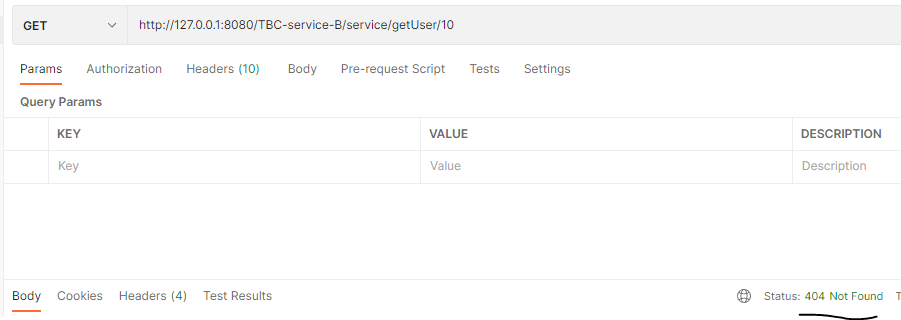 GET http://127.0.0.1:8080/TBC-service-B/service/getUser/10
Params Authorization Headers (10) Body Pre-request Script Tests Settings
Query Params
KEY VALUE DESCRIPTION
Key Value Description
Body Cookies Headers (4) Test Results Status: 404 Not Found T